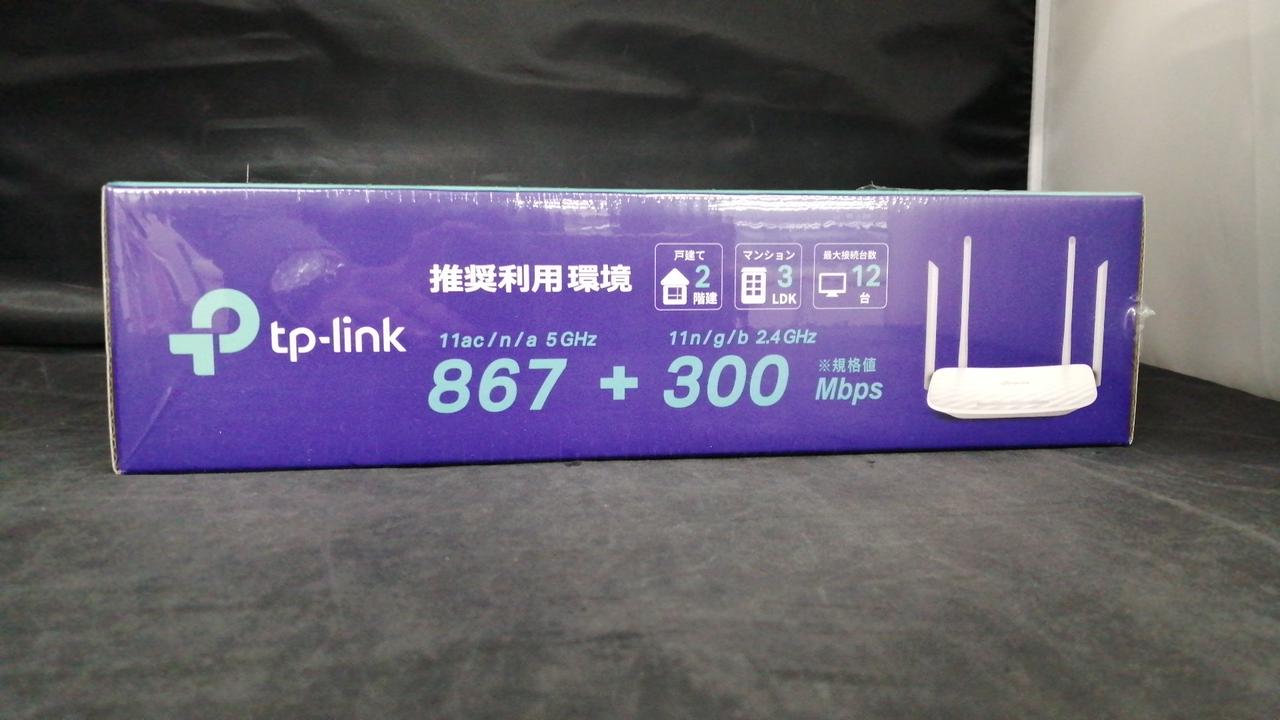 tp-link
推奨利用環境
戸建て
2
階建
マンション
3
LDK
最大接続台数
12
台
11ac/n/a 5GHz
11n/g/b 2.4GHz
867 + 300
※規格値
Mbps